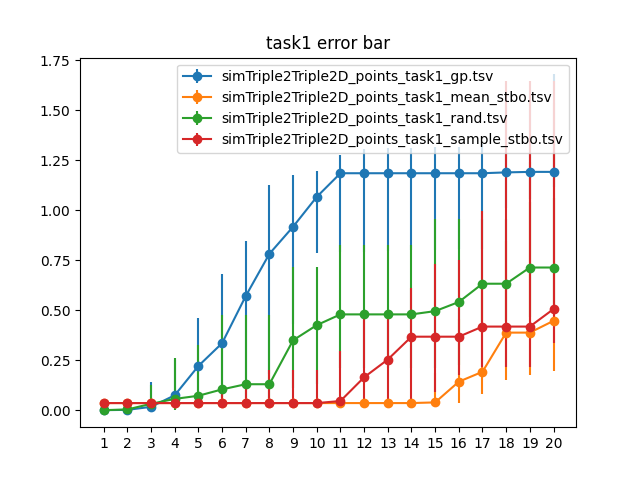 task1 error bar
simTriple2Triple2D_points_task1_gp.tsv
simTriple2Triple2D_points_task1_mean_stbo.tsv
simTriple2Triple2D_points_task1_rand.tsv
simTriple2Triple2D_points_task1_sample_stbo.tsv
1.75
1.50
1.25
1.00
0.75
0.50
0.25
0.00
1 2 3 4 5 6 7 8 9 10 11 12 13 14 15 16 17 18 19 20